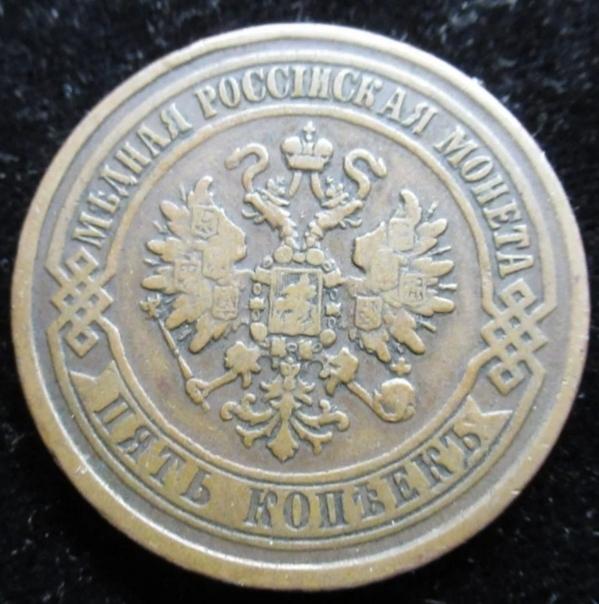 МѢДНАЯ РОССІЙСКАЯ МОНЕТА
ПЯТЬ КОПѢЕКЪ